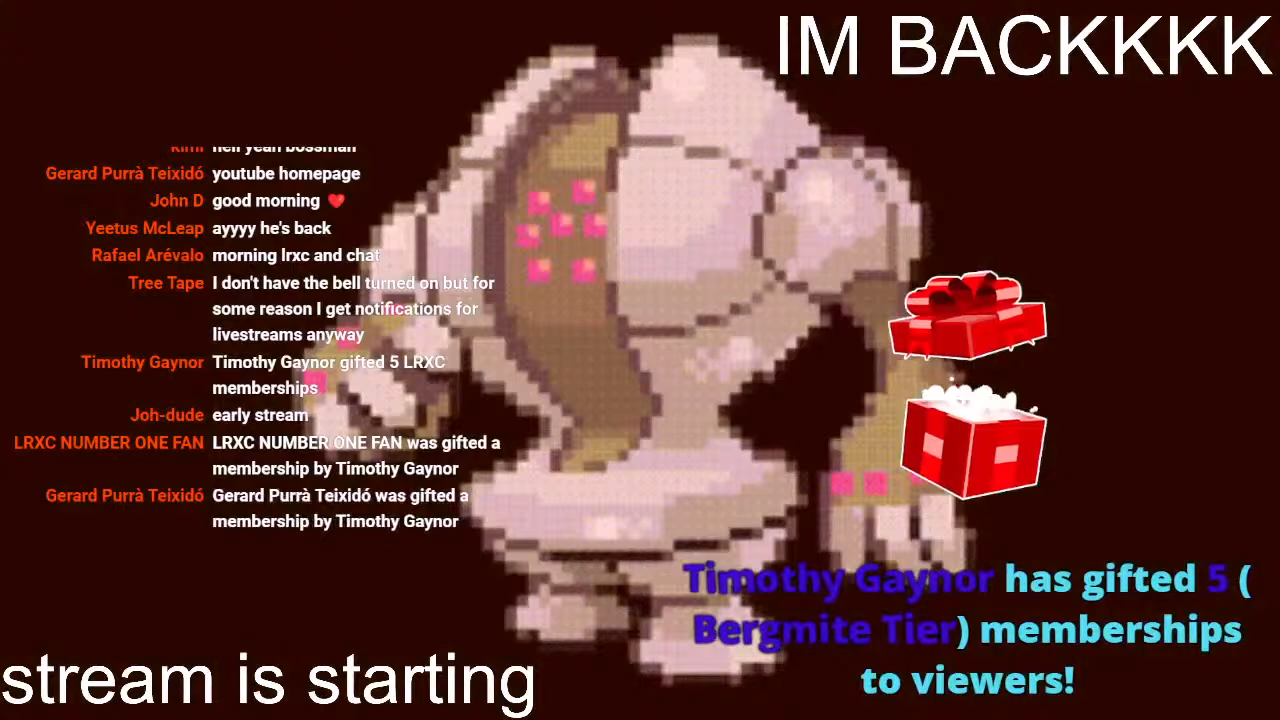 IM BACKKKK
Kimi hell yeah bossman
Gerard Purrà Teixidó youtube homepage
John D good morning ❤️
Yeetus McLeap ayyyy he's back
Rafael Arévalo morning lrxc and chat
Tree Tape I don't have the bell turned on but for
some reason I get notifications for
livestreams anyway
Timothy Gaynor Timothy Gaynor gifted 5 LRXC
memberships
Joh-dude early stream
LRXC NUMBER ONE FAN LRXC NUMBER ONE FAN was gifted a
membership by Timothy Gaynor
Gerard Purrà Teixidó Gerard Purrà Teixidó was gifted a
membership by Timothy Gaynor
Timothy Gaynor has gifted 5 (
Bergmite Tier) memberships
to viewers!
stream is starting